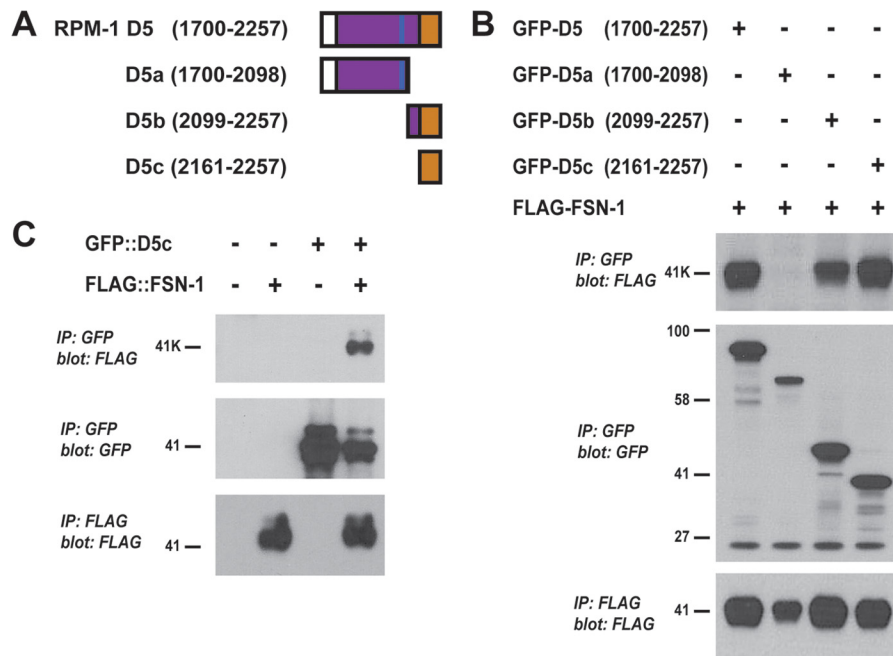 A
RPM-1 D5 (1700-2257)
D5a (1700-2098)
D5b (2099-2257)
D5c (2161-2257)
B
GFP-D5 (1700-2257) + - - -
GFP-D5a (1700-2098) - + - -
GFP-D5b (2099-2257) - - + -
GFP-D5c (2161-2257) - - - +
FLAG-FSN-1 + + + +
IP: GFP
blot: FLAG
41K
100
58
IP: GFP
blot: GFP
41
27
IP: FLAG
blot: FLAG
41
C
GFP::D5c - - + +
FLAG::FSN-1 - + - +
IP: GFP
blot: FLAG
41K
IP: GFP
blot: GFP
41
IP: FLAG
blot: FLAG
41